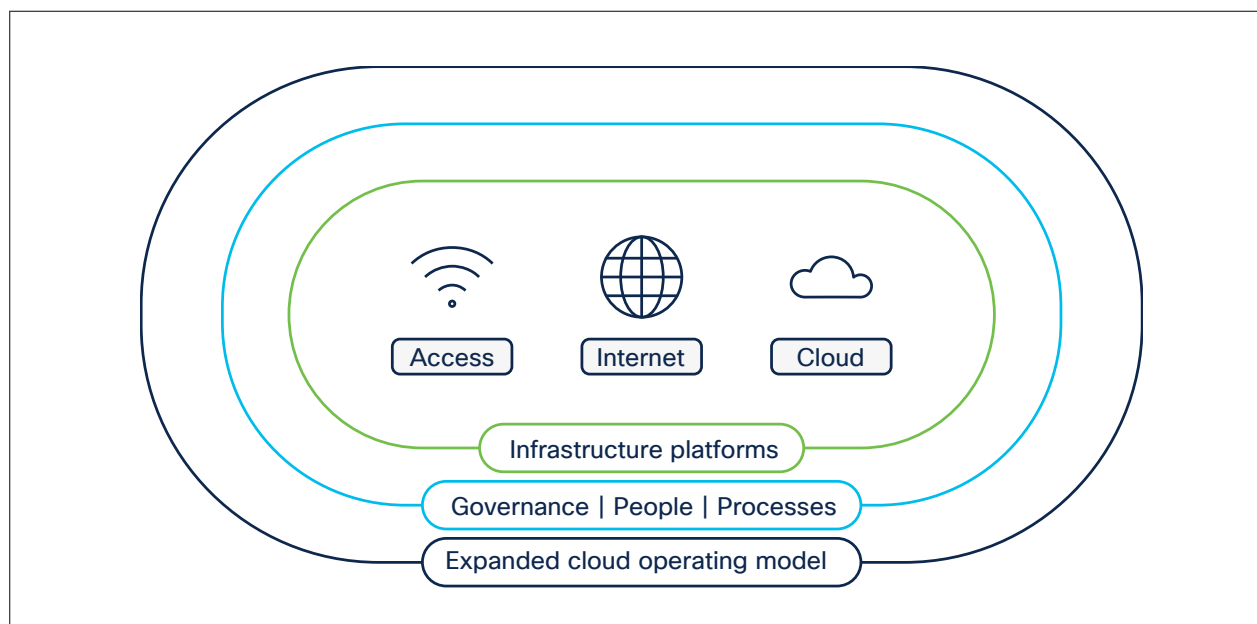 Access
Internet
Cloud
Infrastructure platforms
Governance | People | Processes
Expanded cloud operating model